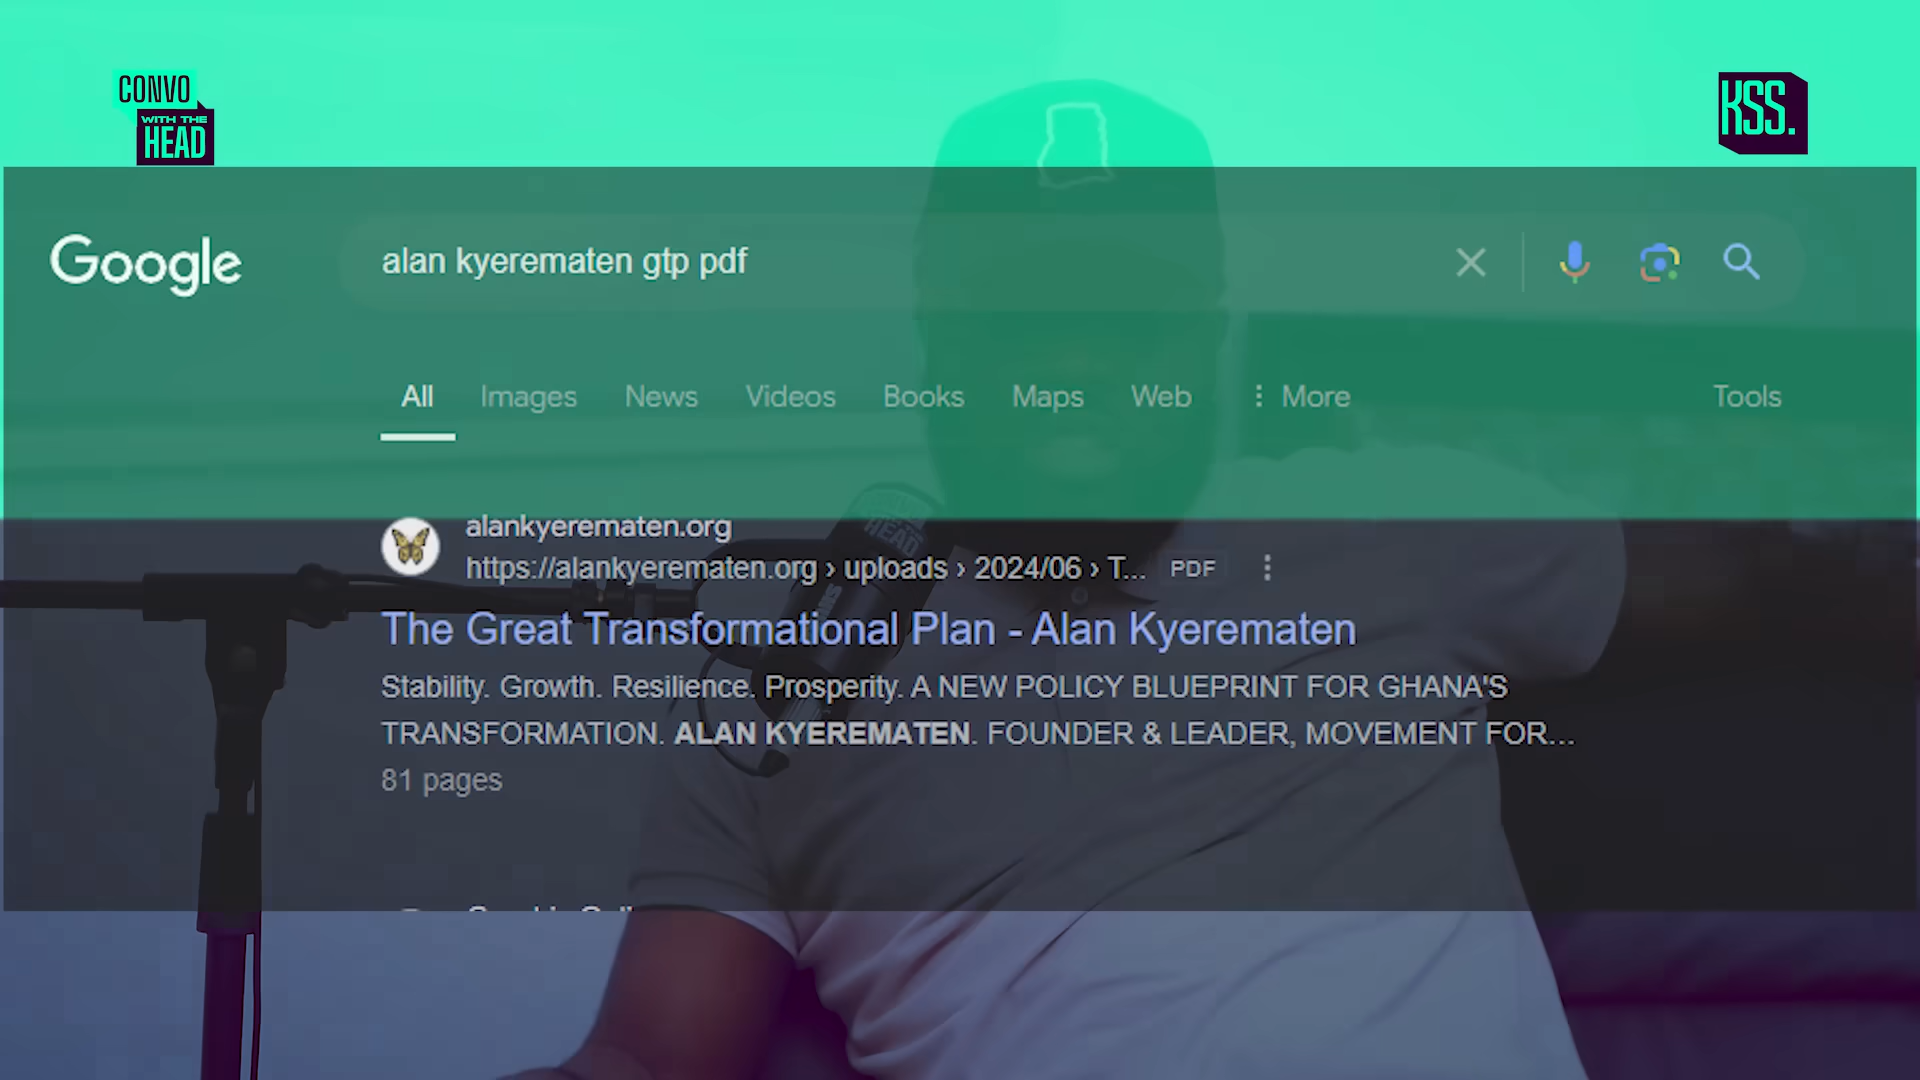 CONVO
WITH THE
HEAD
KSS.
Google
alan kyerematen gtp pdf
All Images News Videos Books Maps Web More Tools
alankyerematen.org
https://alankyerematen.org › uploads › 2024/06 › T... PDF
The Great Transformational Plan - Alan Kyerematen
Stability. Growth. Resilience. Prosperity. A NEW POLICY BLUEPRINT FOR GHANA'S
TRANSFORMATION. ALAN KYEREMATEN. FOUNDER & LEADER, MOVEMENT FOR...
81 pages
HEAD